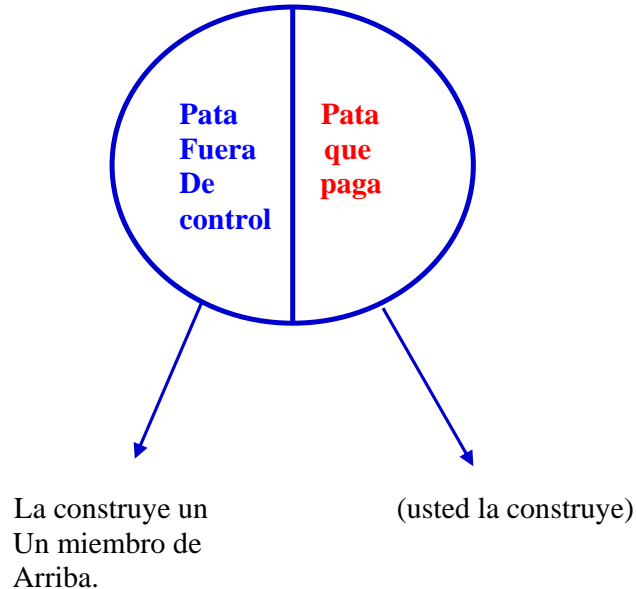 Pata
Fuera
De
control
Pata
que
paga
La construye un
Un miembro de
Arriba.
(usted la construye)